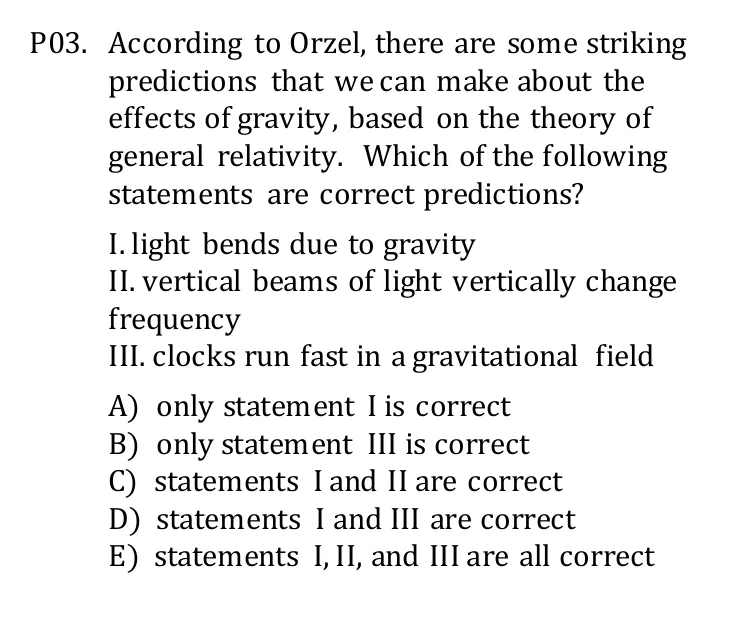 P03. According to Orzel, there are some striking
predictions that we can make about the
effects of gravity, based on the theory of
general relativity. Which of the following
statements are correct predictions?
I. light bends due to gravity
II. vertical beams of light vertically change
frequency
III. clocks run fast in a gravitational field
A) only statement I is correct
B) only statement III is correct
C) statements I and II are correct
D) statements I and III are correct
E) statements I, II, and III are all correct